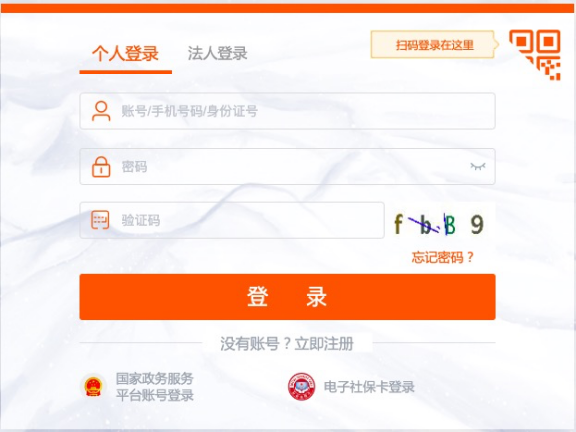 个人登录 法人登录 扫码登录在这里
账号/手机号码/身份证号
密码
验证码 f b B 9
忘记密码？
登 录
没有账号？立即注册
国家政务服务
平台账号登录
电子社保卡登录